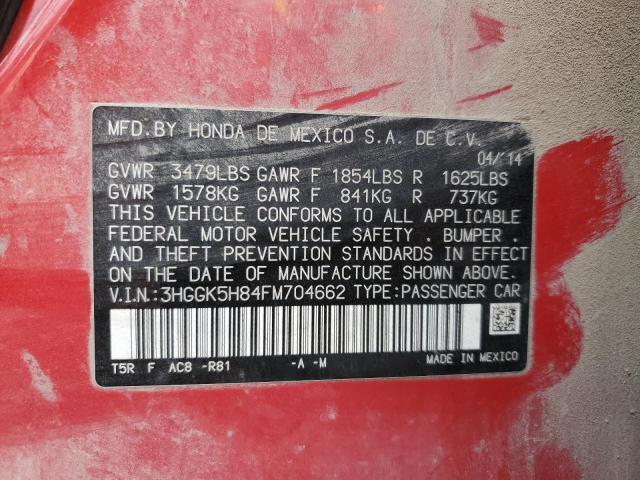 MFD. BY HONDA DE MEXICO S.A. DE C.V.
04/14
GVWR 3479LBS GAWR F 1854LBS R 1625LBS
GVWR 1578KG GAWR F 841KG R 737KG
THIS VEHICLE CONFORMS TO ALL APPLICABLE
FEDERAL MOTOR VEHICLE SAFETY . BUMPER .
AND THEFT PREVENTION STANDARDS IN EFFECT
ON THE DATE OF MANUFACTURE SHOWN ABOVE.
V.I.N.:3HGGK5H84FM704662 TYPE:PASSENGER CAR
T5R F AC8 -R81 -A -M MADE IN MEXICO